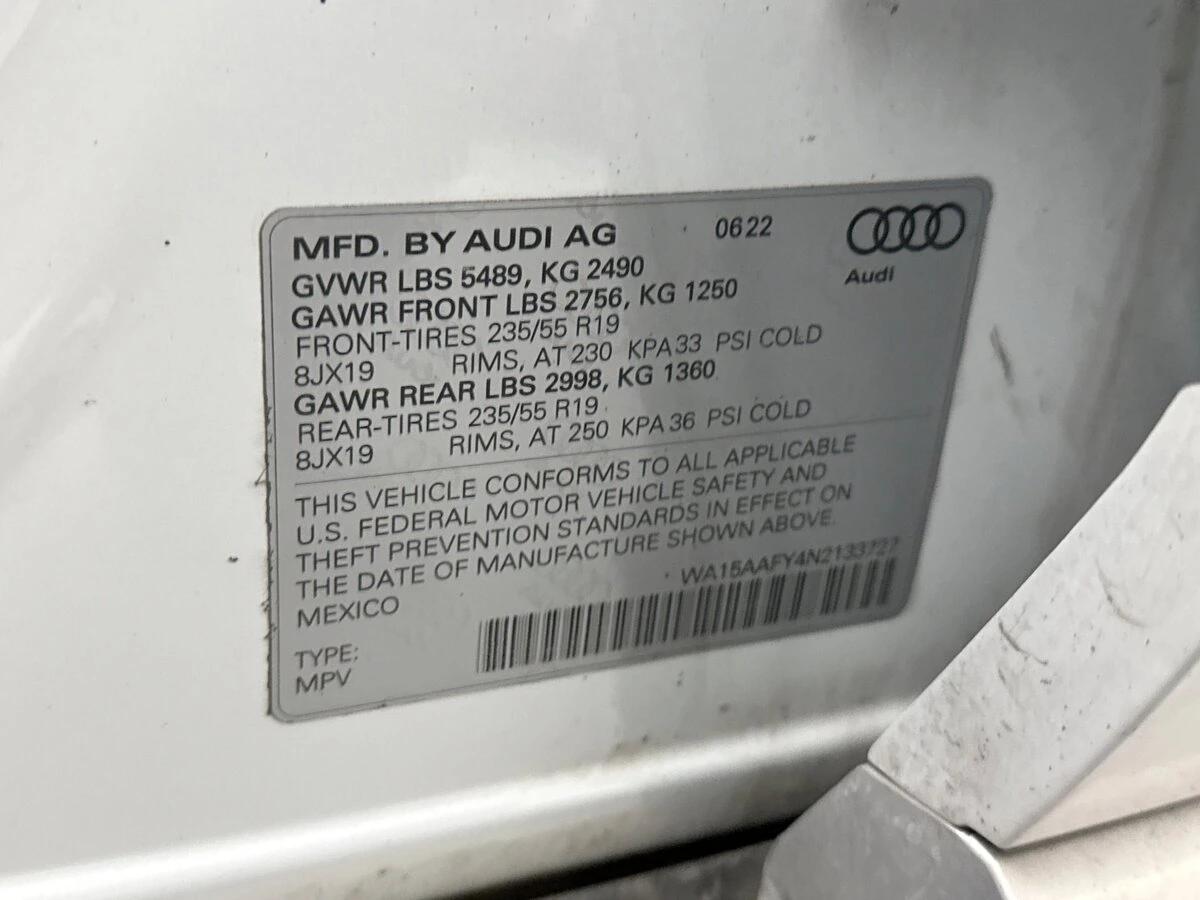 MFD. BY AUDI AG 0622
Audi
GVWR LBS 5489, KG 2490
GAWR FRONT LBS 2756, KG 1250
FRONT-TIRES 235/55 R19
8JX19 RIMS, AT 230 KPA 33 PSI COLD
GAWR REAR LBS 2998, KG 1360
REAR-TIRES 235/55 R19
8JX19 RIMS, AT 250 KPA 36 PSI COLD
THIS VEHICLE CONFORMS TO ALL APPLICABLE
U.S. FEDERAL MOTOR VEHICLE SAFETY AND
THEFT PREVENTION STANDARDS IN EFFECT ON
THE DATE OF MANUFACTURE SHOWN ABOVE.
WA15AAFY4N2133727
MEXICO
TYPE:
MPV